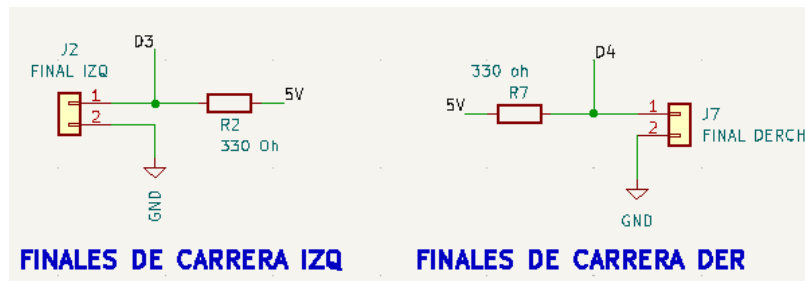 J2
FINAL IZQ
D3
1
2
5V
R2
330 Oh
GND
FINALES DE CARRERA IZQ
D4
330 oh
R7
5V
1
2
J7
FINAL DERCH
GND
FINALES DE CARRERA DER